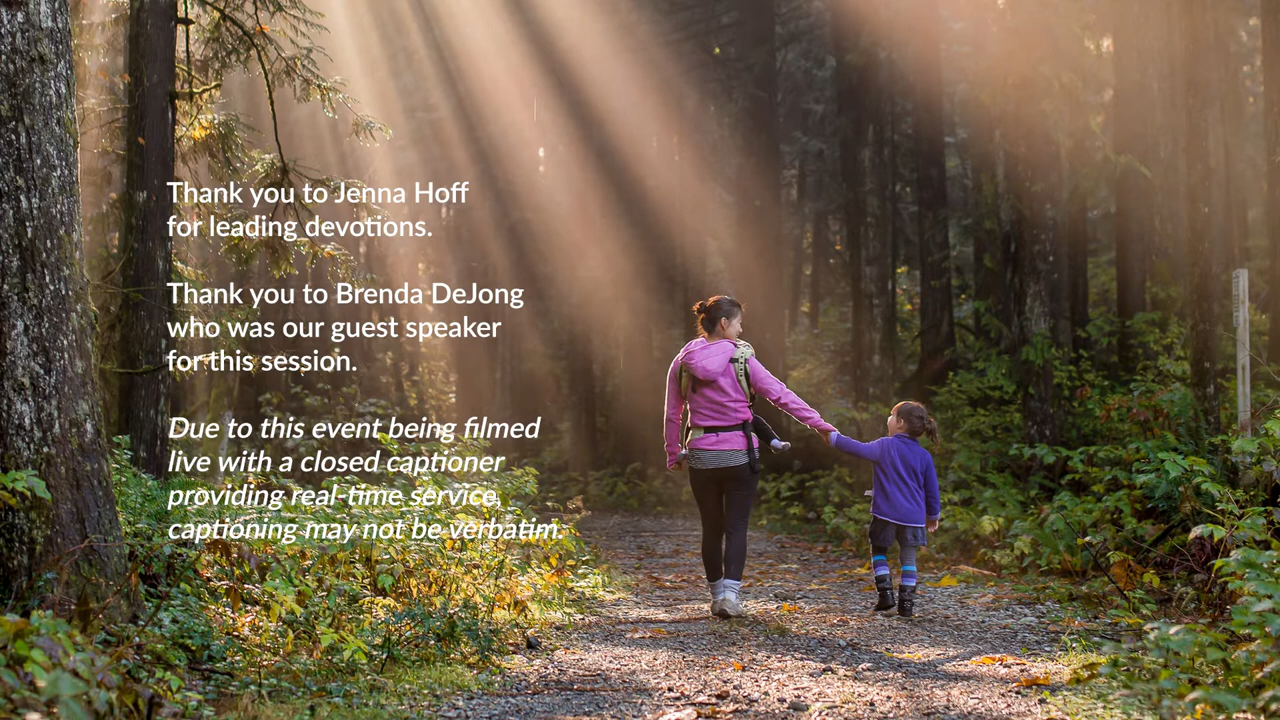 Thank you to Jenna Hoff
for leading devotions.
Thank you to Brenda DeJong
who was our guest speaker
for this session.
Due to this event being filmed
live with a closed captioner
providing real-time service,
captioning may not be verbatim.